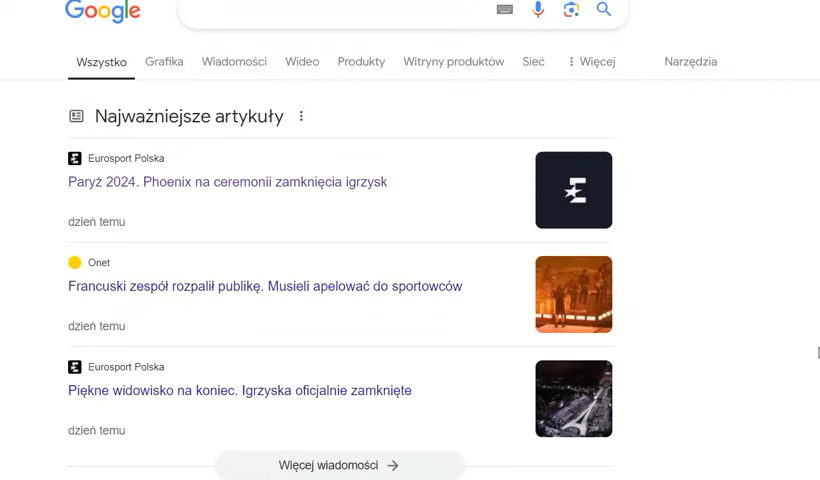 Google
Wszystko Grafika Wiadomości Wideo Produkty Witryny produktów Sieć Więcej Narzędzia
Najważniejsze artykuły
Eurosport Polska
Paryż 2024. Phoenix na ceremonii zamknięcia igrzysk
dzień temu
Onet
Francuski zespół rozpalił publikę. Musieli apelować do sportowców
dzień temu
Eurosport Polska
Piękne widowisko na koniec. Igrzyska oficjalnie zamknięte
dzień temu
Więcej wiadomości